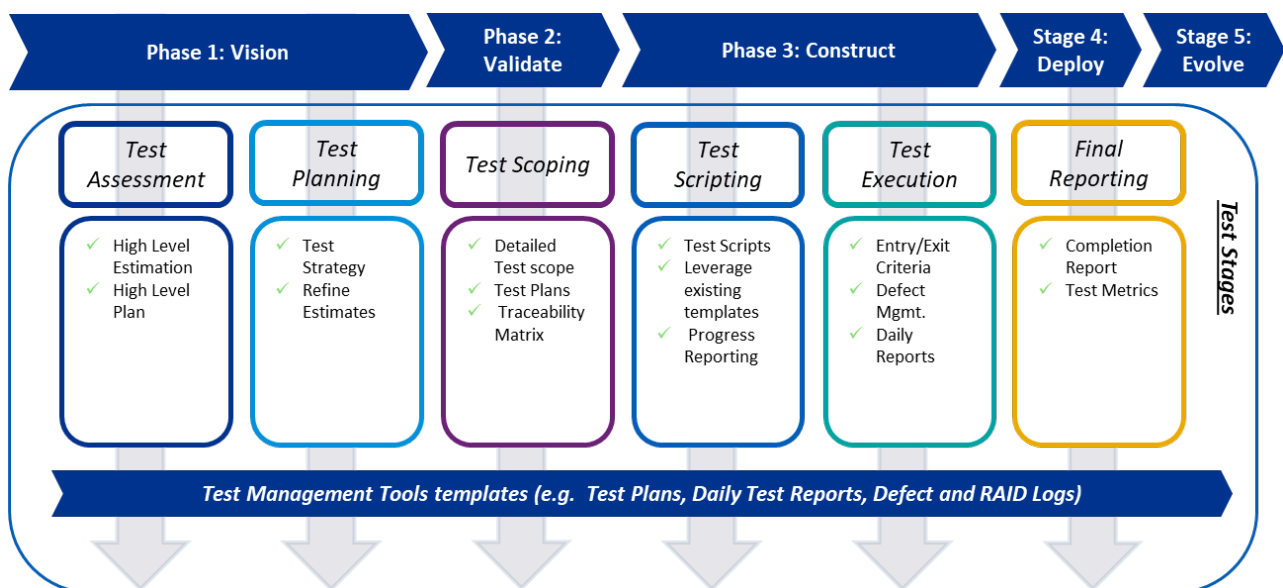 Phase 1: Vision
Phase 2:
Validate
Phase 3: Construct
Stage 4:
Deploy
Stage 5:
Evolve
Test
Assessment
Test
Planning
Test Scoping
Test
Scripting
Test
Execution
Final
Reporting
High Level
Estimation
High Level
Plan
Test
Strategy
Refine
Estimates
Detailed
Test scope
Test Plans
Traceability
Matrix
Test Scripts
Leverage
existing
templates
Progress
Reporting
Entry/Exit
Criteria
Defect
Mgmt.
Daily
Reports
Completion
Report
Test Metrics
Test Stages
Test Management Tools templates (e.g. Test Plans, Daily Test Reports, Defect and RAID Logs)